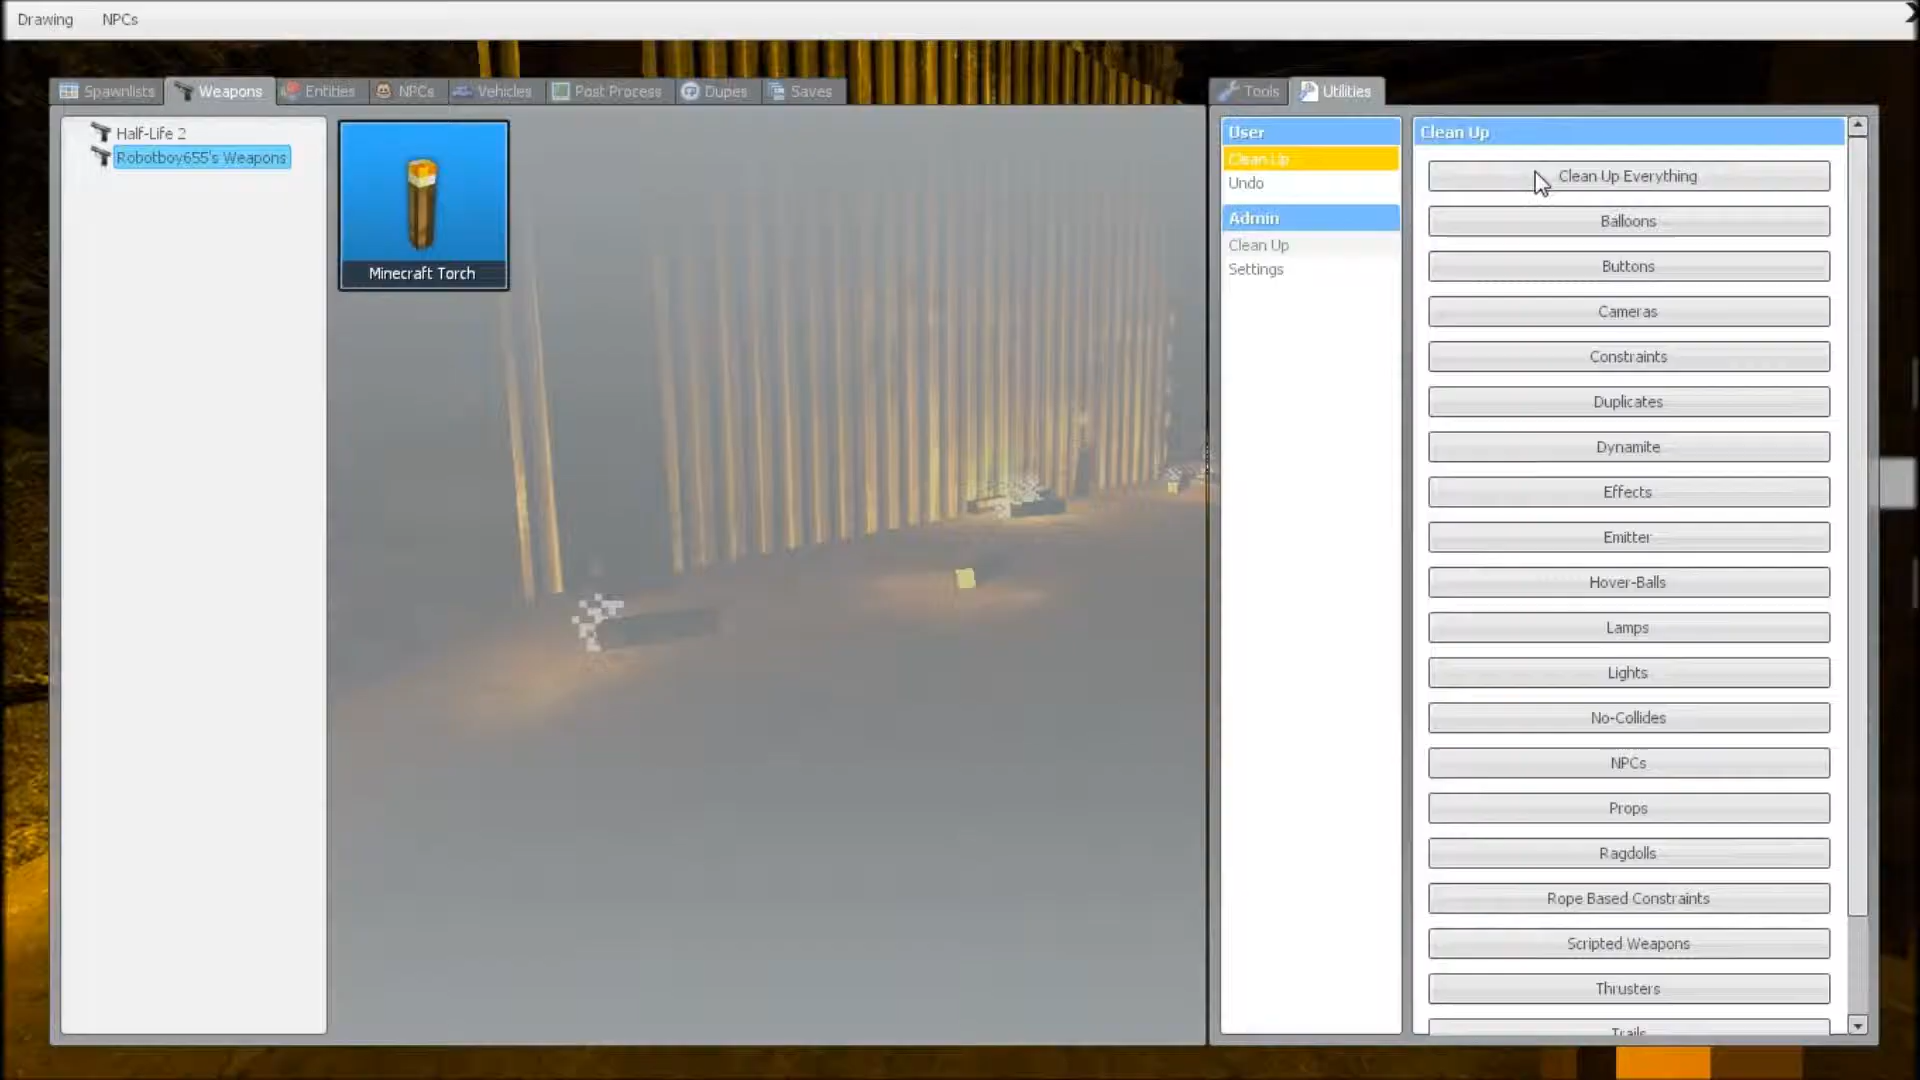 Drawing
NPCs
Spawnlists
Weapons
Entities
NPCs
Vehicles
Post Process
Dupes
Saves
Half-Life 2
Robotboy655's Weapons
Minecraft Torch
Tools
Utilities
User
Clean Up
Undo
Admin
Clean Up
Settings
Clean Up
Clean Up Everything
Balloons
Buttons
Cameras
Constraints
Duplicates
Dynamite
Effects
Emitter
Hover-Balls
Lamps
Lights
No-Collides
NPCs
Props
Ragdolls
Rope Based Constraints
Scripted Weapons
Thrusters
Trails